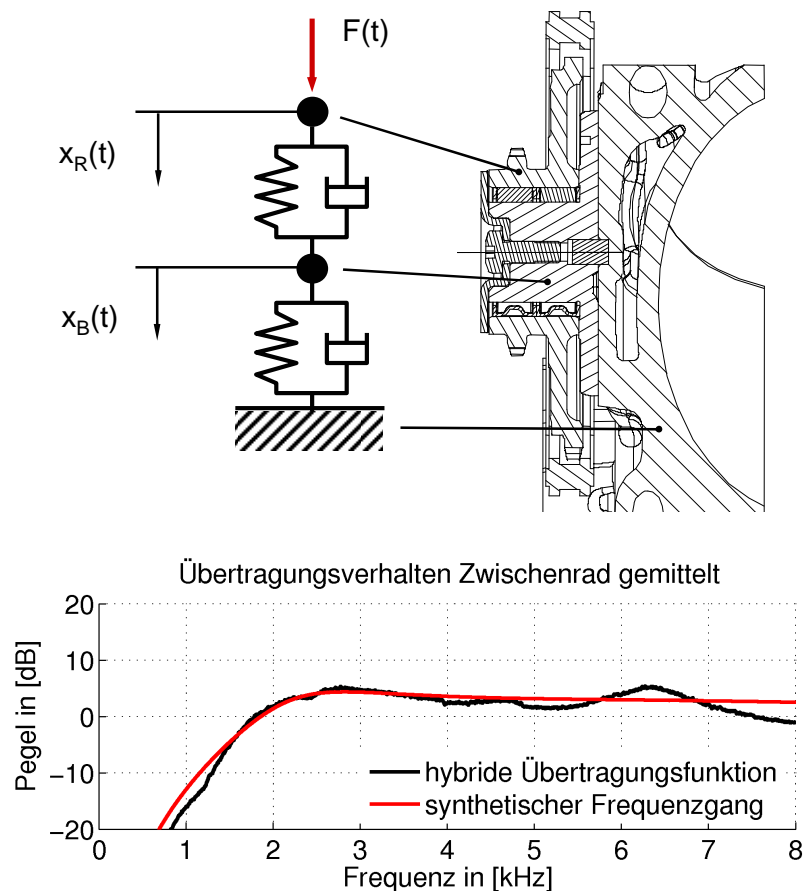 F(t)
x_R(t)
x_B(t)
Übertragungsverhalten Zwischenrad gemittelt
Pegel in [dB]
20
10
0
−10
−20
hybride Übertragungsfunktion
synthetischer Frequenzgang
0 1 2 3 4 5 6 7 8
Frequenz in [kHz]